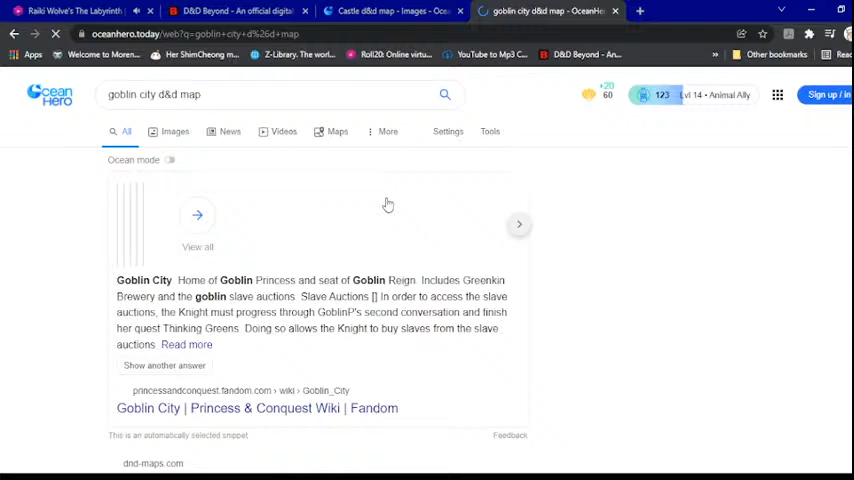 Raiki Wolve's The Labyrinth
D&D Beyond - An official digital
Castle d&d map - Images - Ocea
goblin city d&d map - OceanHer
oceanhero.today/web?q=goblin+city+d%26d+map
Apps
Welcome to Moren...
Her ShimCheong m...
Z-Library. The worl...
Roll20: Online virtu...
YouTube to Mp3 C...
D&D Beyond - An...
»
Other bookmarks
Rea
Ocean
Hero
goblin city d&d map
+20
60
123
Lvl 14 • Animal Ally
Sign up / in
All
Images
News
Videos
Maps
More
Settings
Tools
Ocean mode
View all
Goblin City Home of Goblin Princess and seat of Goblin Reign. Includes Greenkin
Brewery and the goblin slave auctions. Slave Auctions [] In order to access the slave
auctions, the Knight must progress through GoblinP's second conversation and finish
her quest Thinking Greens. Doing so allows the Knight to buy slaves from the slave
auctions. Read more
Show another answer
princessandconquest.fandom.com › wiki › Goblin_City
Goblin City | Princess & Conquest Wiki | Fandom
This is an automatically selected snippet
Feedback
dnd-maps.com